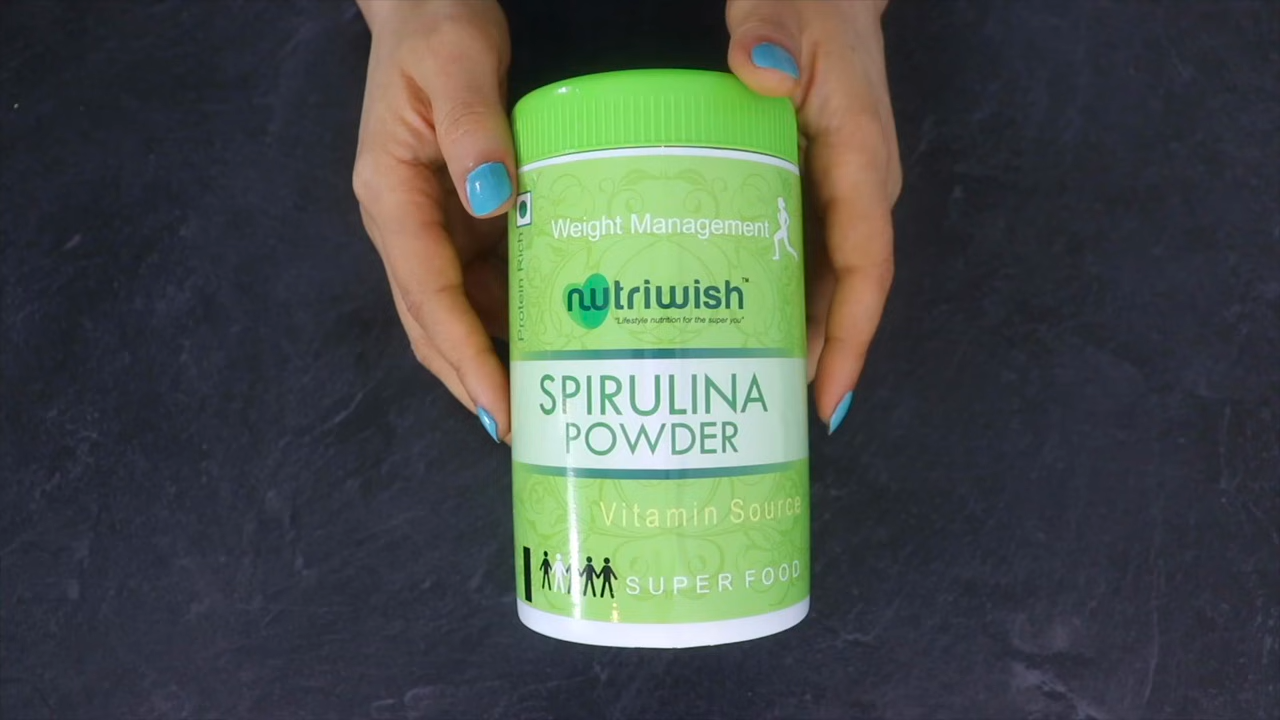 Weight Management
Protein Rich
nutriwish™
"Lifestyle nutrition for the super you"
SPIRULINA
POWDER
Vitamin Source
SUPER FOOD